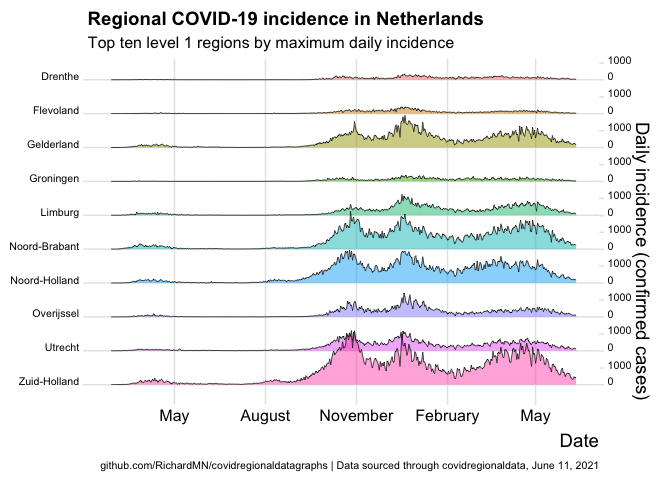 Regional COVID-19 incidence in Netherlands
Top ten level 1 regions by maximum daily incidence
Drenthe
Flevoland
Gelderland
Groningen
Limburg
Noord-Brabant
Noord-Holland
Overijssel
Utrecht
Zuid-Holland
1000
0
1000
0
1000
0
1000
0
1000
0
1000
0
1000
0
1000
0
1000
0
1000
0
Daily incidence (confirmed cases)
May August November February May
Date
github.com/RichardMN/covidregionaldatagraphs | Data sourced through covidregionaldata, June 11, 2021